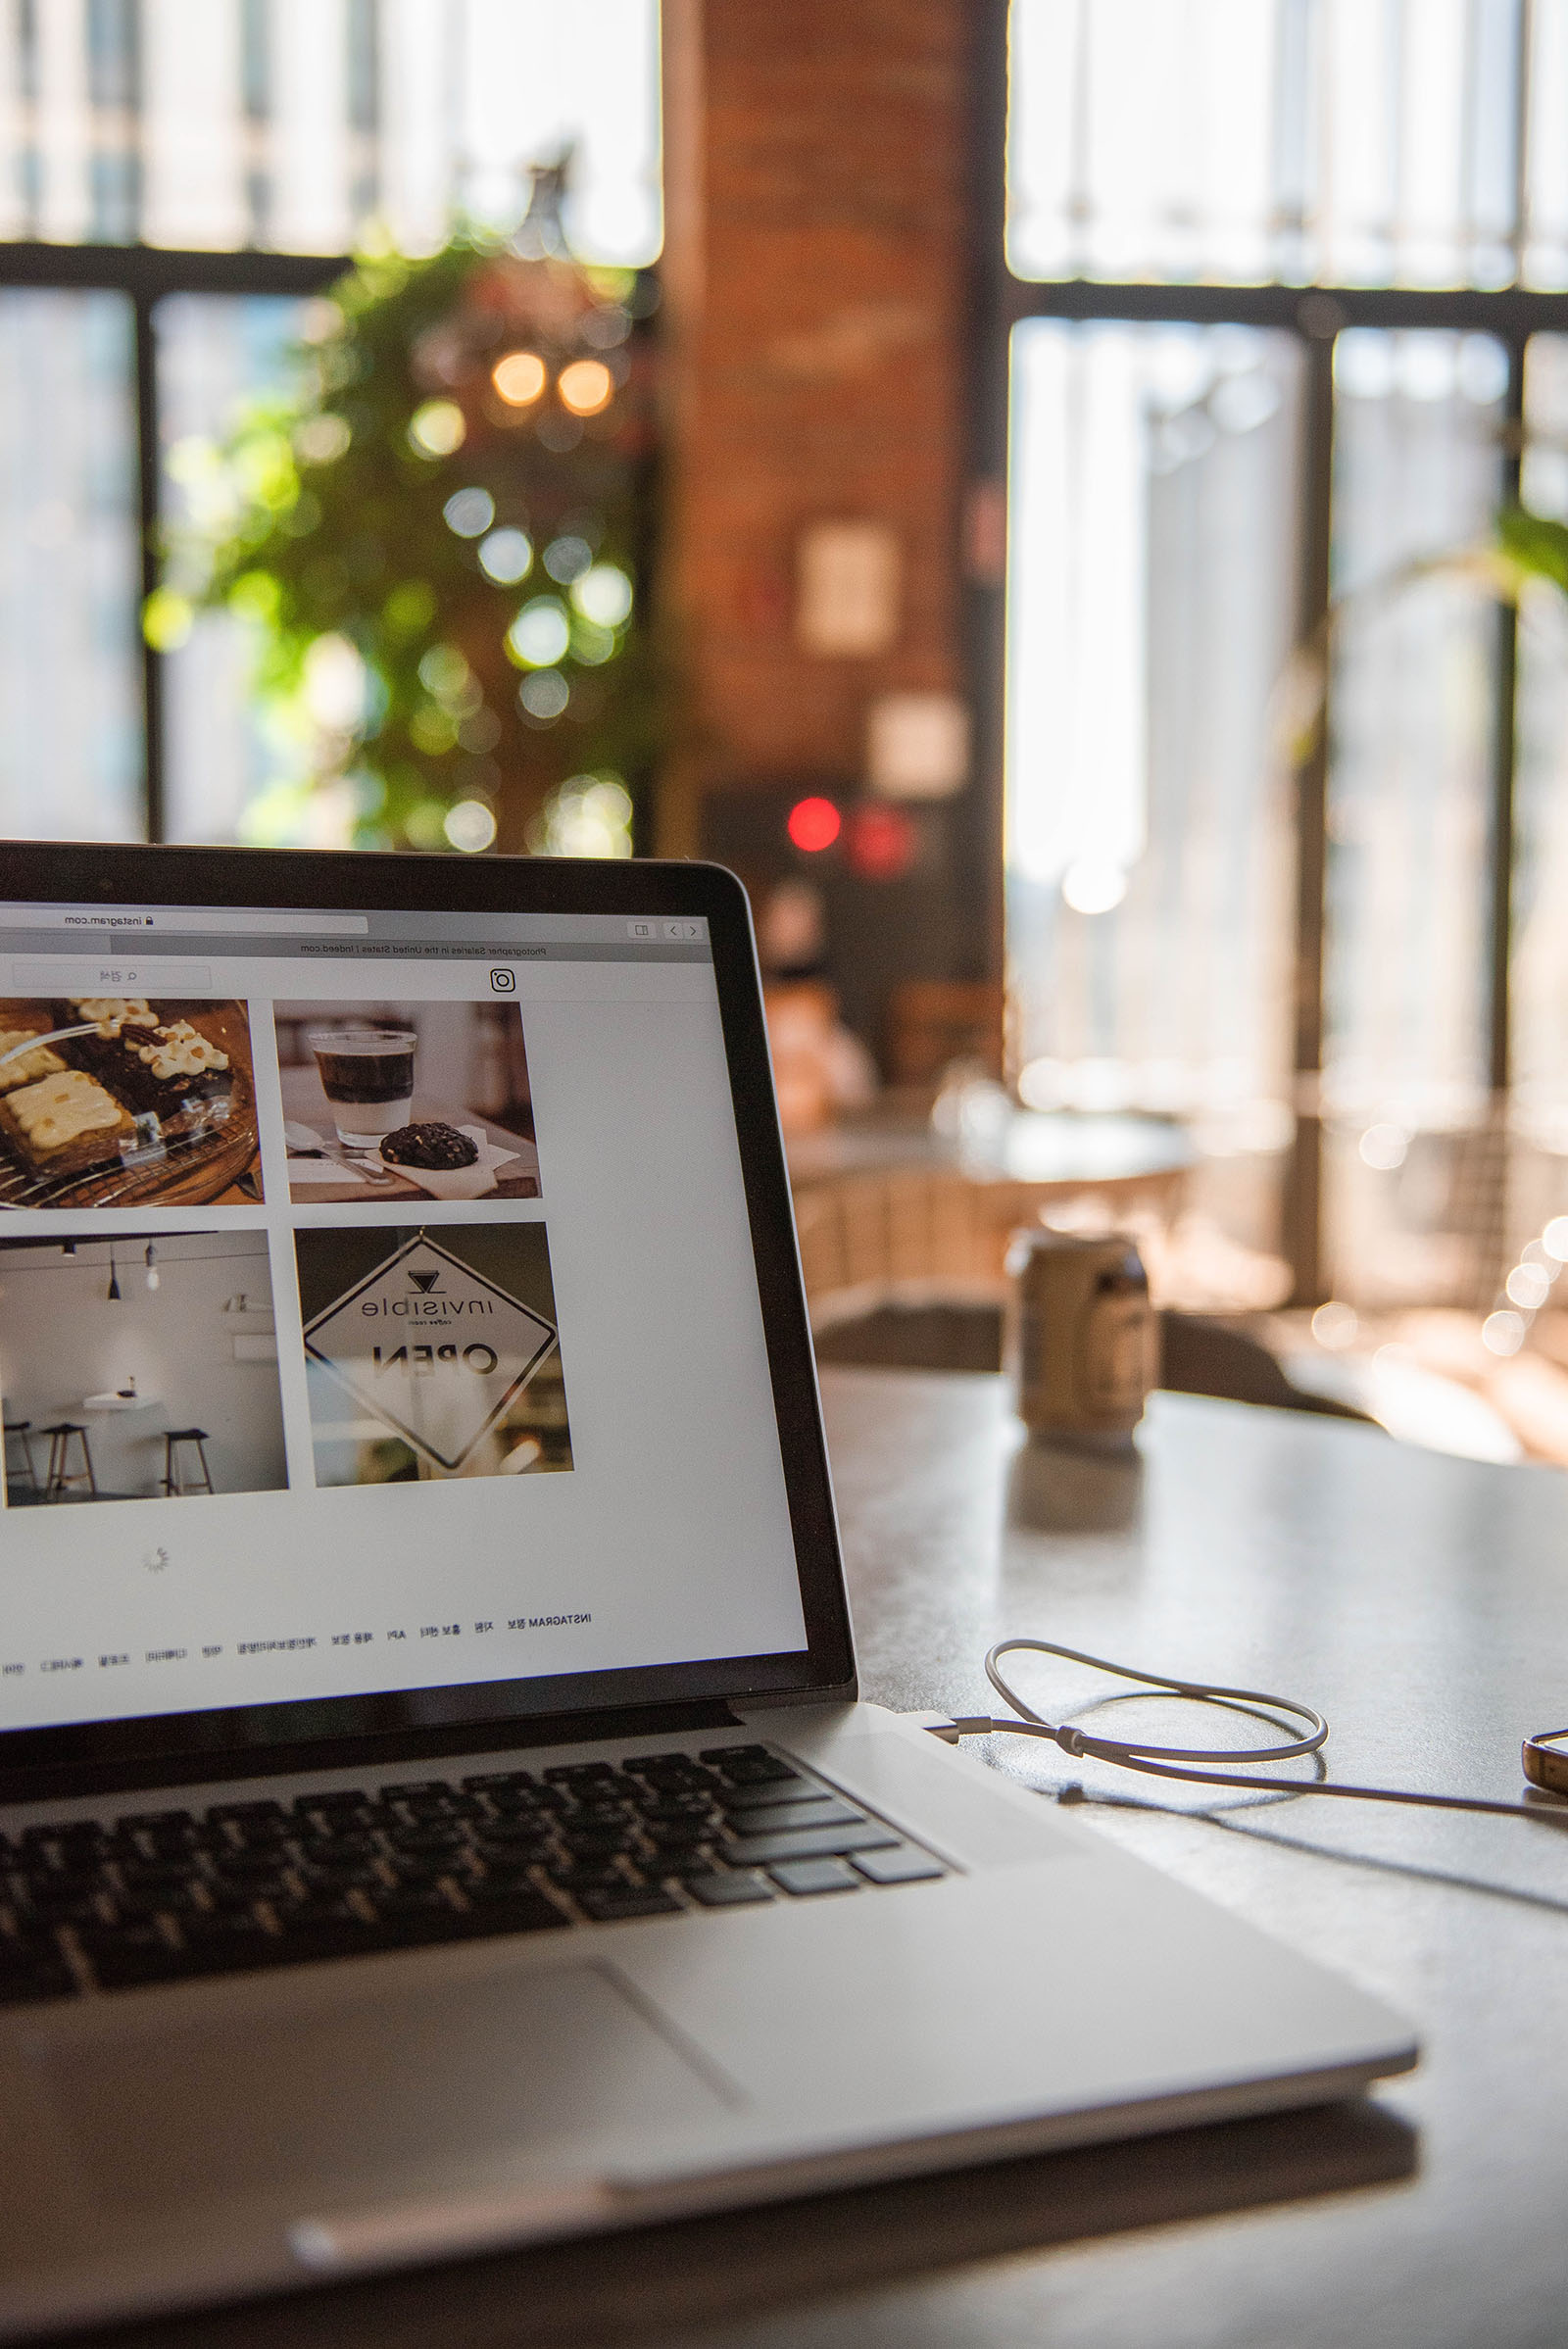 instagram.com
Photographer Salaries in the United States | Indeed.com
검색
invisible
coffee room
OPEN
INSTAGRAM 정보 지원 홍보 센터 API 채용 정보 개인정보처리방침 약관 디렉터리 프로필 해시태그 언어